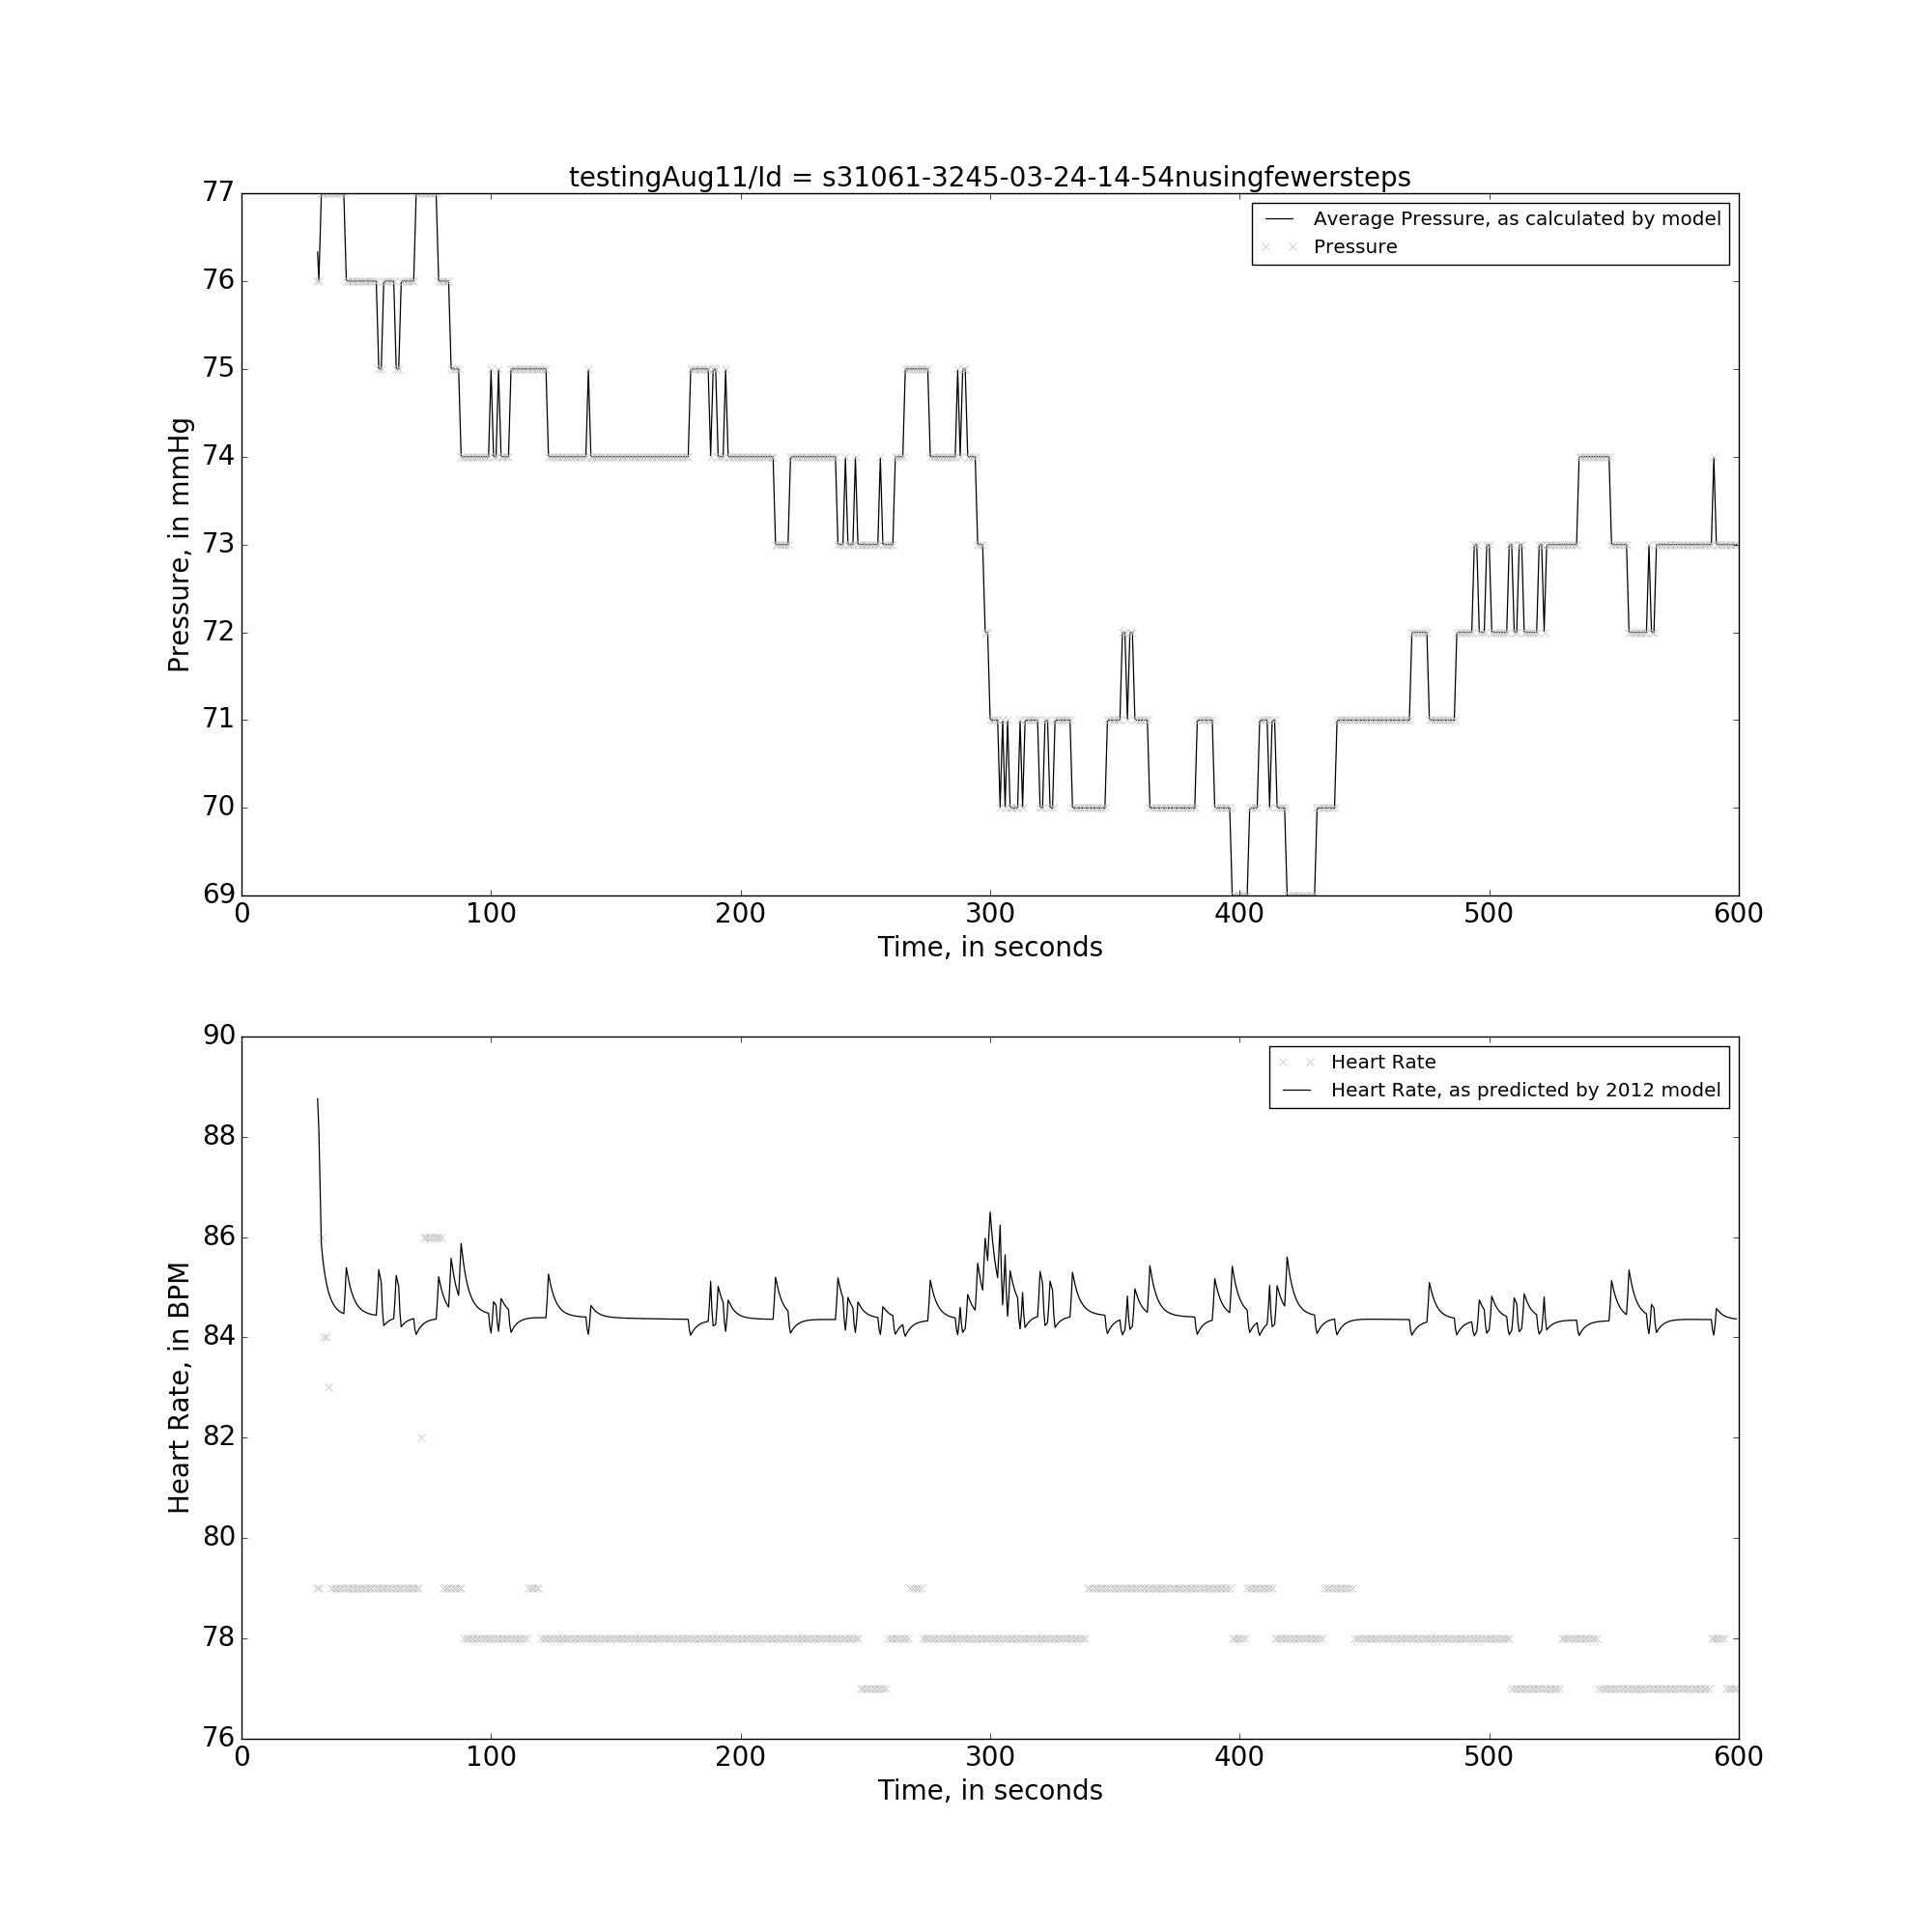 testingAug11/Id = s31061-3245-03-24-14-54nusingfewersteps
77
76
75
74
73
72
71
70
69
Pressure, in mmHg
Average Pressure, as calculated by model
Pressure
0 100 200 300 400 500 600
Time, in seconds
90
88
86
84
82
80
78
76
Heart Rate, in BPM
Heart Rate
Heart Rate, as predicted by 2012 model
0 100 200 300 400 500 600
Time, in seconds